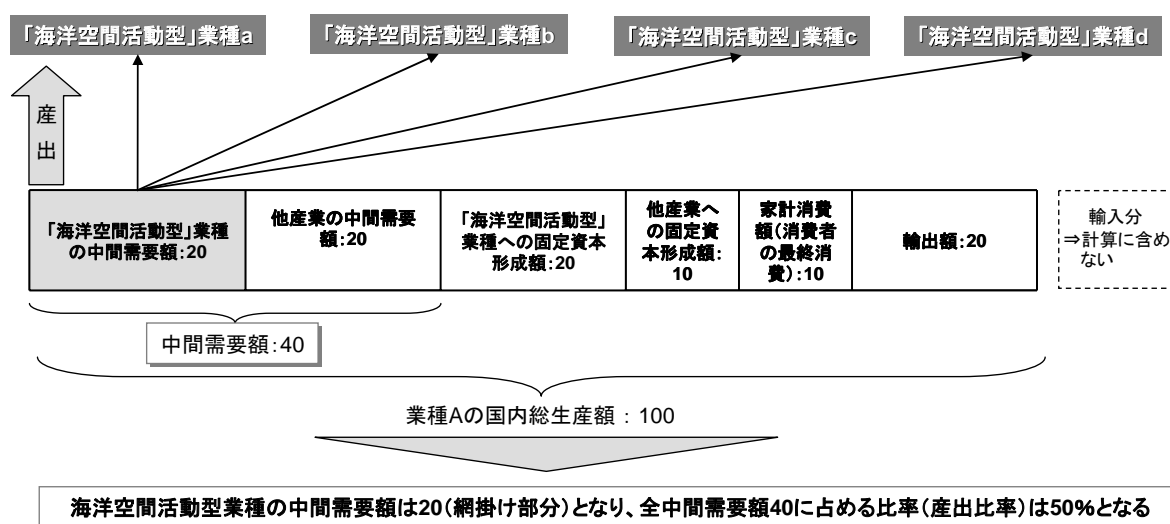 「海洋空間活動型」業種a
「海洋空間活動型」業種b
「海洋空間活動型」業種c
「海洋空間活動型」業種d
産
出
「海洋空間活動型」業種
の中間需要額:20
他産業の中間需要
額:20
「海洋空間活動型」
業種への固定資本
形成額:20
他産業へ
の固定資
本形成額:
10
家計消費
額(消費者
の最終消
費):10
輸出額:20
輸入分
⇒計算に含め
ない
中間需要額:40
業種Aの国内総生産額:100
海洋空間活動型業種の中間需要額は20(網掛け部分)となり、全中間需要額40に占める比率(産出比率)は50%となる